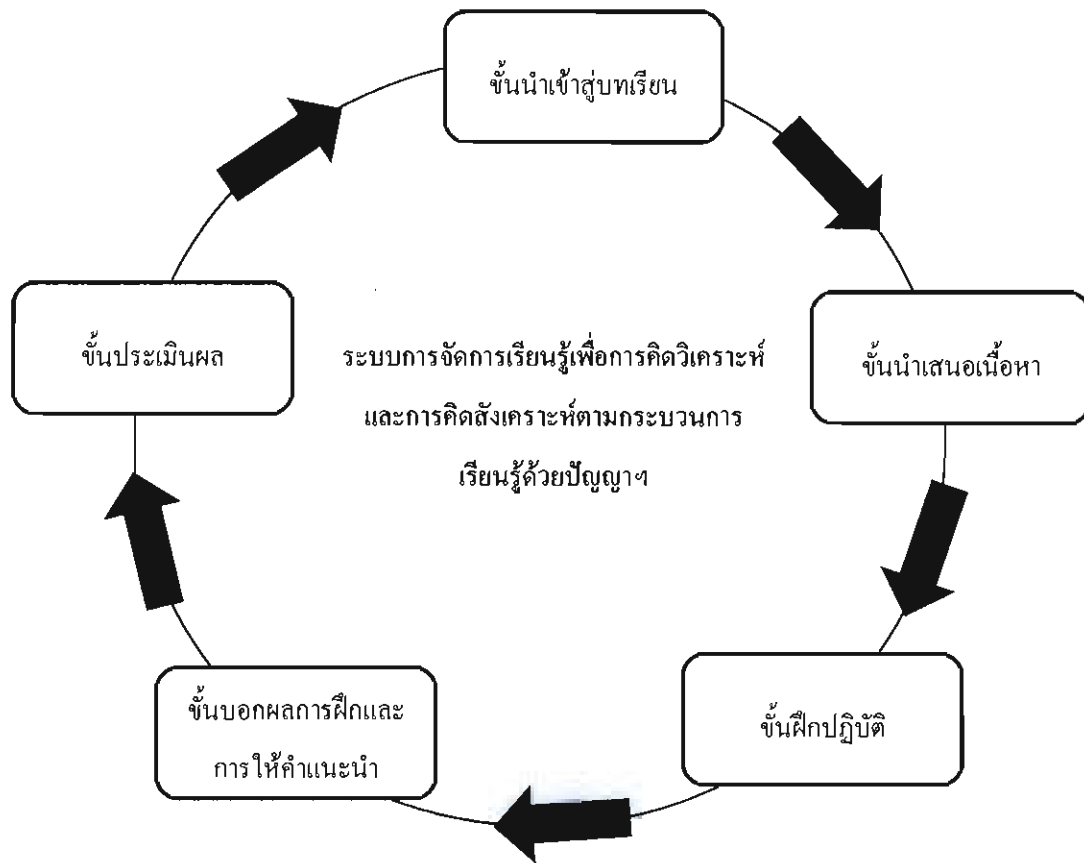 ขั้นนำเข้าสู่บทเรียน
ขั้นนำเสนอเนื้อหา
ขั้นฝึกปฏิบัติ
ขั้นบอกผลการฝึกและ
การให้คำแนะนำ
ขั้นประเมินผล
ระบบการจัดการเรียนรู้เพื่อการคิดวิเคราะห์
และการคิดสังเคราะห์ตามกระบวนการ
เรียนรู้ด้วยปัญญาฯ